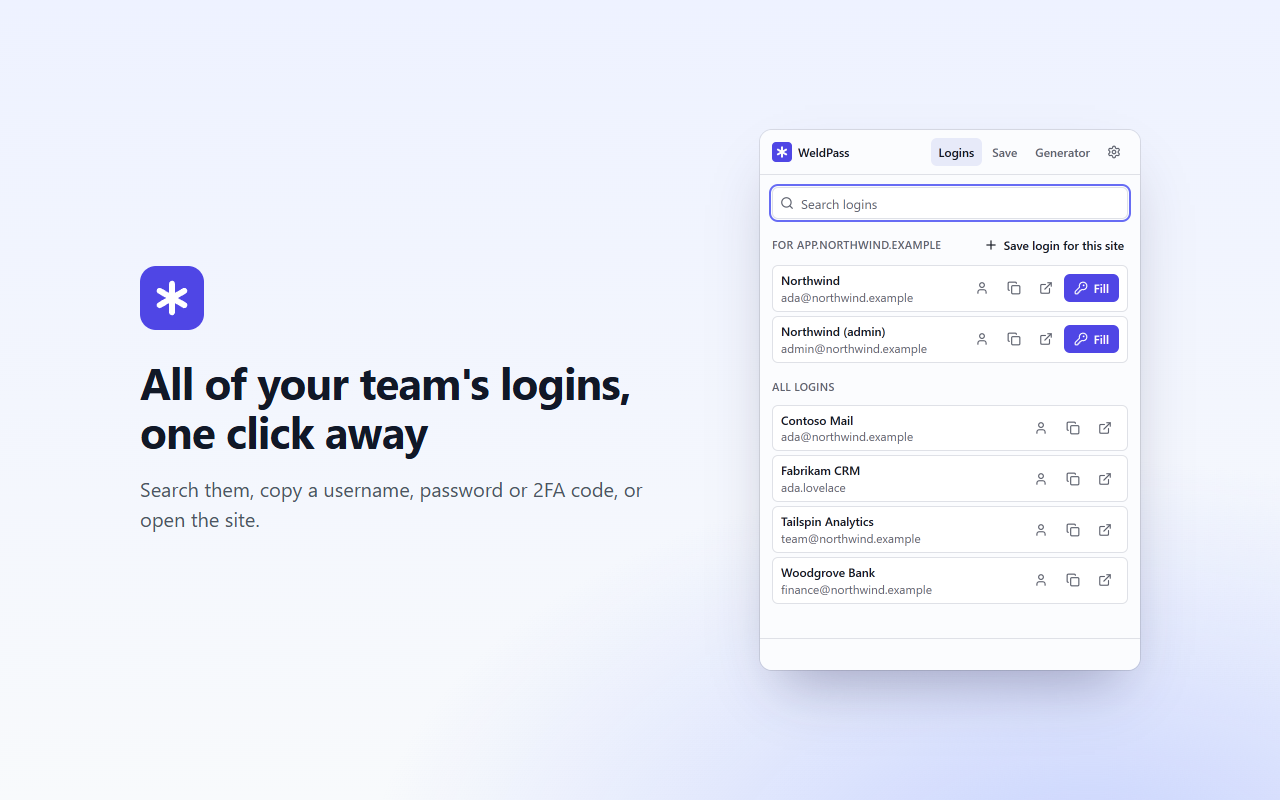 All of your team's logins,
one click away
Search them, copy a username, password or 2FA code, or
open the site.
WeldPass
Logins
Save
Generator
Search logins
FOR APP.NORTHWIND.EXAMPLE
Save login for this site
Northwind
ada@northwind.example
Fill
Northwind (admin)
admin@northwind.example
Fill
ALL LOGINS
Contoso Mail
ada@northwind.example
Fabrikam CRM
ada.lovelace
Tailspin Analytics
team@northwind.example
Woodgrove Bank
finance@northwind.example